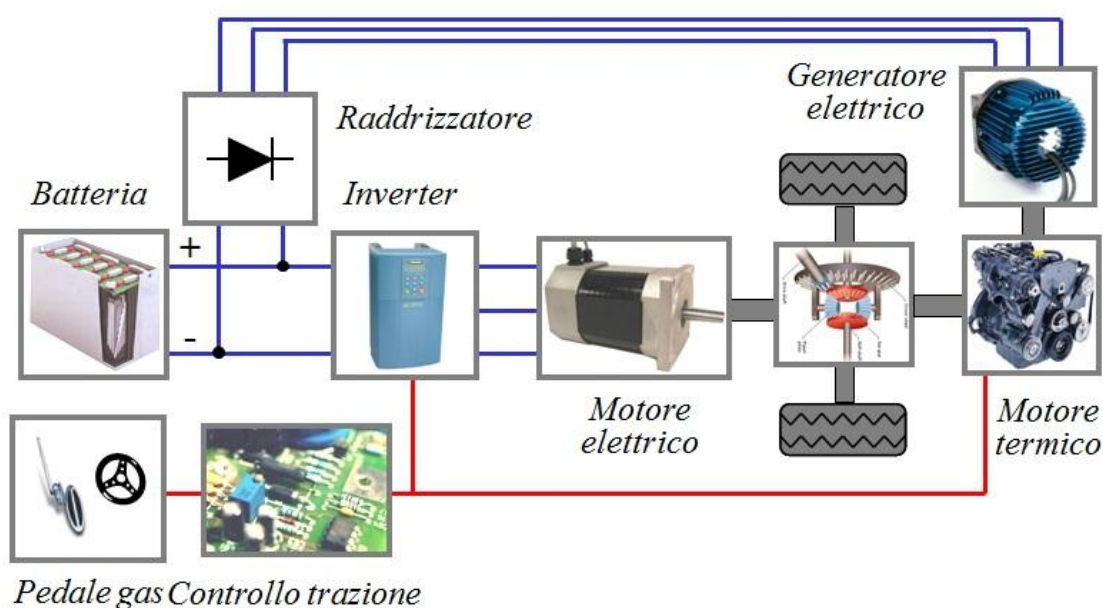 Generatore
elettrico
Raddrizzatore
Batteria
Inverter
+
-
Motore
elettrico
Motore
termico
Pedale gas
Controllo trazione